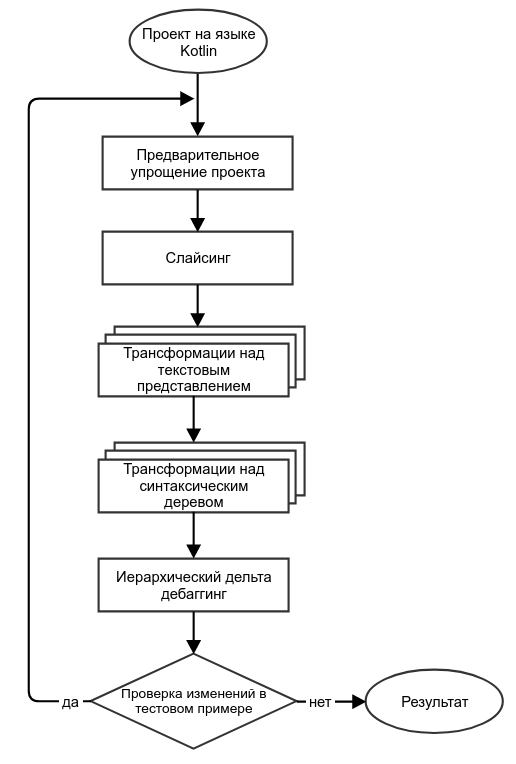 Проект на языке
Kotlin
Предварительное
упрощение проекта
Слайсинг
Трансформации над
текстовым
представлением
Трансформации над
синтаксическим
деревом
Иерархический дельта
дебаггинг
Проверка изменений в
тестовом примере
да
нет
Результат